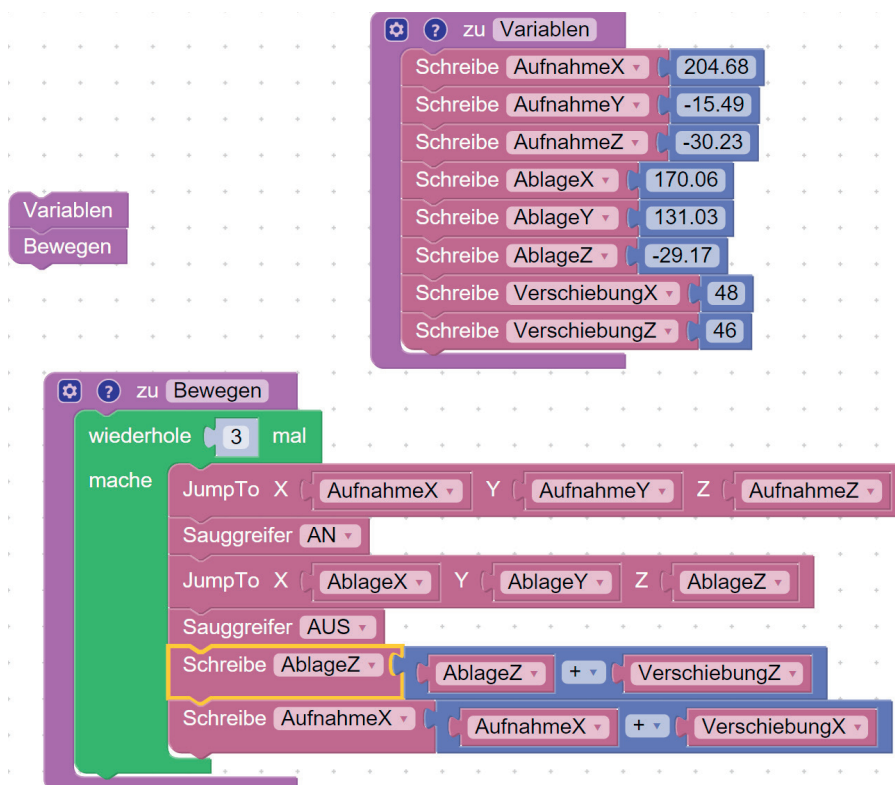 ? zu Variablen
Schreibe AufnahmeX 204.68
Schreibe AufnahmeY -15.49
Schreibe AufnahmeZ -30.23
Schreibe AblageX 170.06
Schreibe AblageY 131.03
Schreibe AblageZ -29.17
Schreibe VerschiebungX 48
Schreibe VerschiebungZ 46
Variablen
Bewegen
? zu Bewegen
wiederhole 3 mal
mache
JumpTo X AufnahmeX Y AufnahmeY Z AufnahmeZ
Sauggreifer AN
JumpTo X AblageX Y AblageY Z AblageZ
Sauggreifer AUS
Schreibe AblageZ AblageZ + VerschiebungZ
Schreibe AufnahmeX AufnahmeX + VerschiebungX